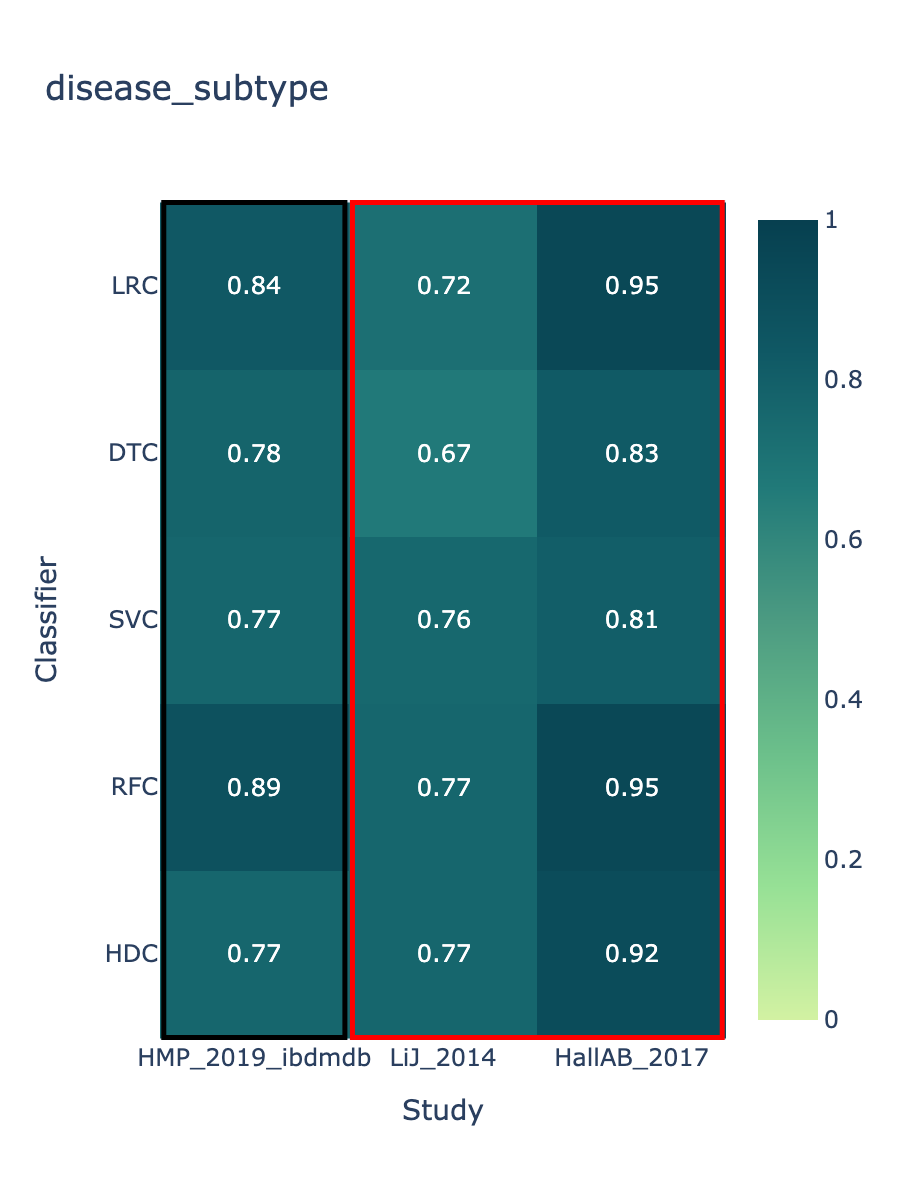 disease_subtype
LRC 0.84 0.72 0.95 1
DTC 0.78 0.67 0.83 0.8
SVC 0.77 0.76 0.81 0.6
RFC 0.89 0.77 0.95 0.4
HDC 0.77 0.77 0.92 0.2
0
Classifier
HMP_2019_ibdmdb LiJ_2014 HallAB_2017
Study